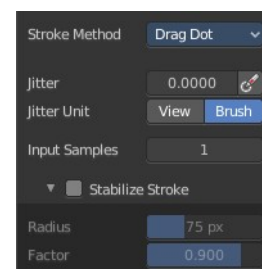 Stroke Method Drag Dot
Jitter 0.0000
Jitter Unit View Brush
Input Samples 1
Stabilize Stroke
Radius 75 px
Factor 0.900